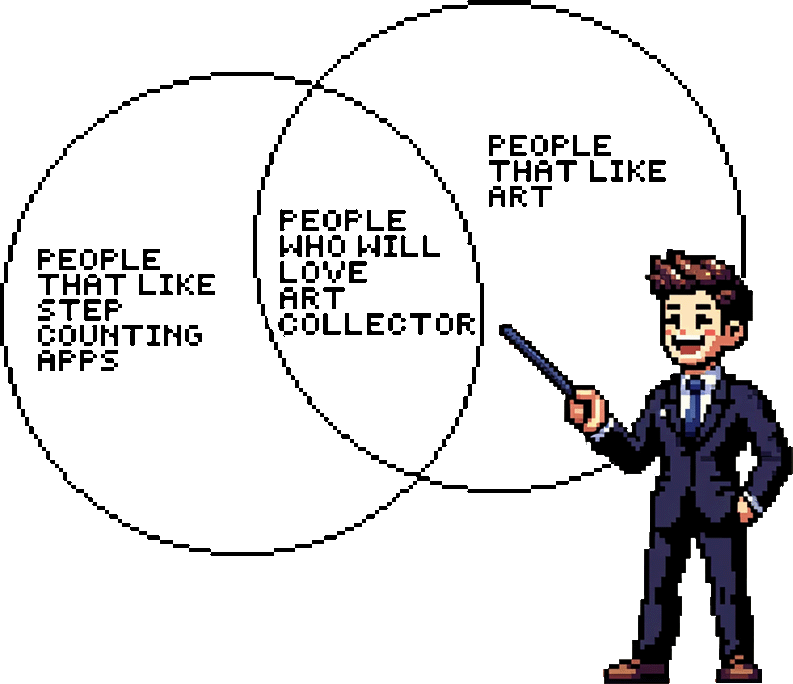 PEOPLE
THAT LIKE
STEP
COUNTING
APPS
PEOPLE
WHO WILL
LOVE
ART
COLLECTOR
PEOPLE
THAT LIKE
ART